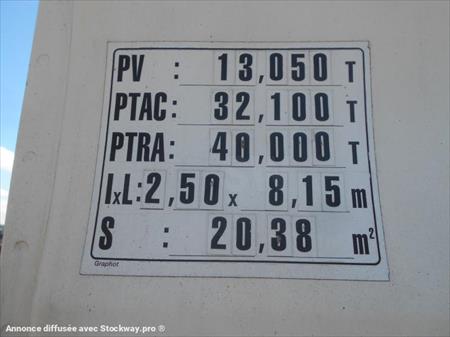 PV : 13,050 T
PTAC: 32,100 T
PTRA: 40,000 T
lxL: 2,50 x 8,15 m
S : 20,38 m²
Graphot
Annonce diffusée avec Stockway.pro ®